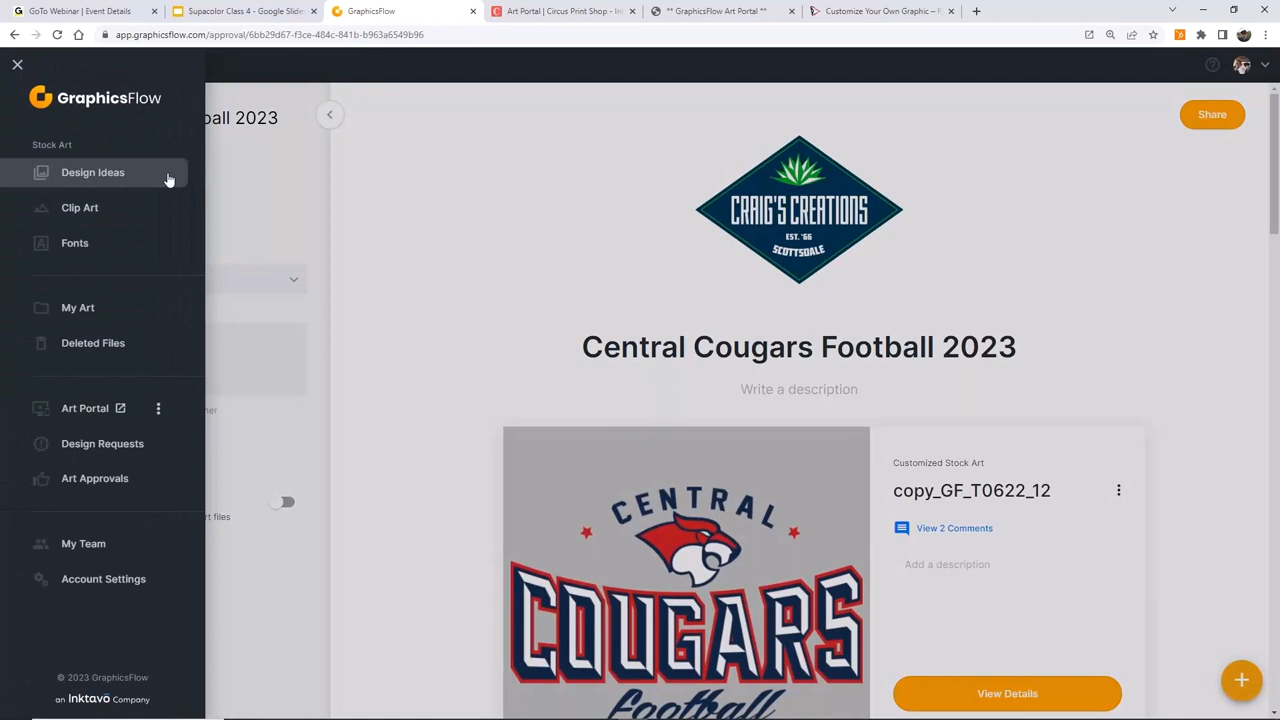 GoTo Webinar | Event Details
Supacolor Class 4 - Google Slides
GraphicsFlow
Art Portal | Circus Print Shop - In
** GraphicsFlow Art Portal **
Customize Your Own Graphic –
app.graphicsflow.com/approval/6bb29d67-f3ce-484c-841b-b963a6549b96
GraphicsFlow
Stock Art
Design Ideas
Clip Art
Fonts
My Art
Deleted Files
Art Portal
Design Requests
Art Approvals
My Team
Account Settings
© 2023 GraphicsFlow
an Inktavo Company
ball 2023
art files
Share
CRAIG'S CREATIONS
EST. '66
SCOTTSDALE
Central Cougars Football 2023
Write a description
CENTRAL
COUGARS
Football
Customized Stock Art
copy_GF_T0622_12
View 2 Comments
Add a description
View Details